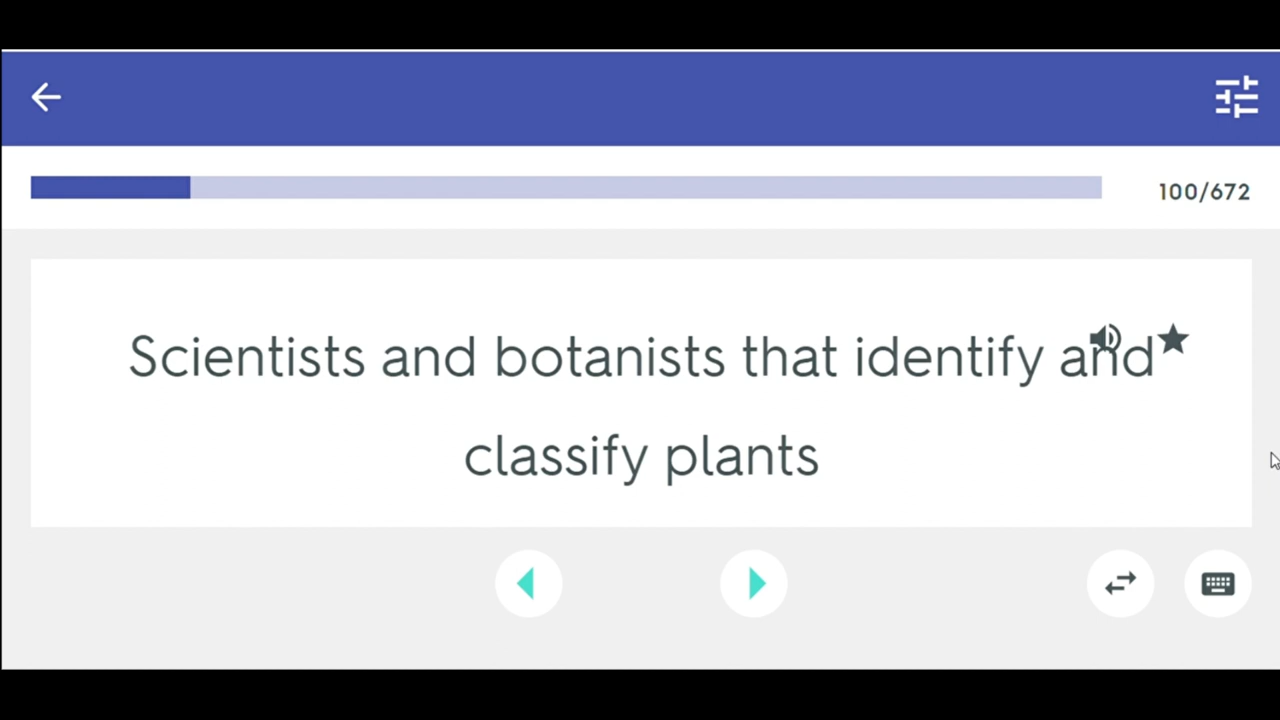 100/672
Scientists and botanists that identify and
classify plants